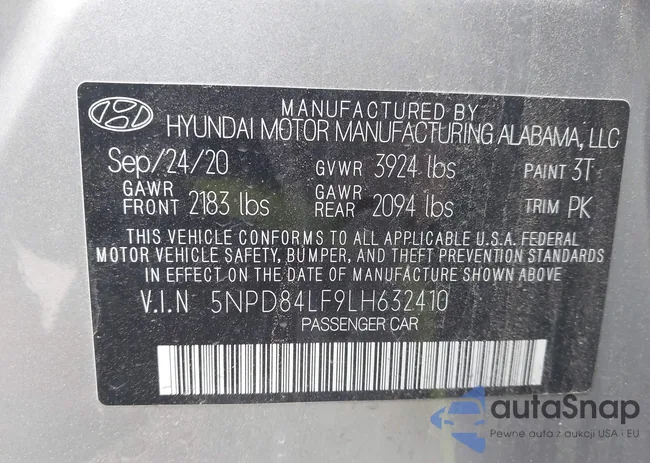 MANUFACTURED BY
HYUNDAI MOTOR MANUFACTURING ALABAMA, LLC
Sep/24/20 GVWR 3924 lbs PAINT 3T
GAWR FRONT 2183 lbs GAWR REAR 2094 lbs TRIM PK
THIS VEHICLE CONFORMS TO ALL APPLICABLE U.S.A. FEDERAL
MOTOR VEHICLE SAFETY, BUMPER, AND THEFT PREVENTION STANDARDS
IN EFFECT ON THE DATE OF MANUFACTURE SHOWN ABOVE.
V.I.N 5NPD84LF9LH632410
PASSENGER CAR
autaSnap
Pewne auto z aukcji USA i EU